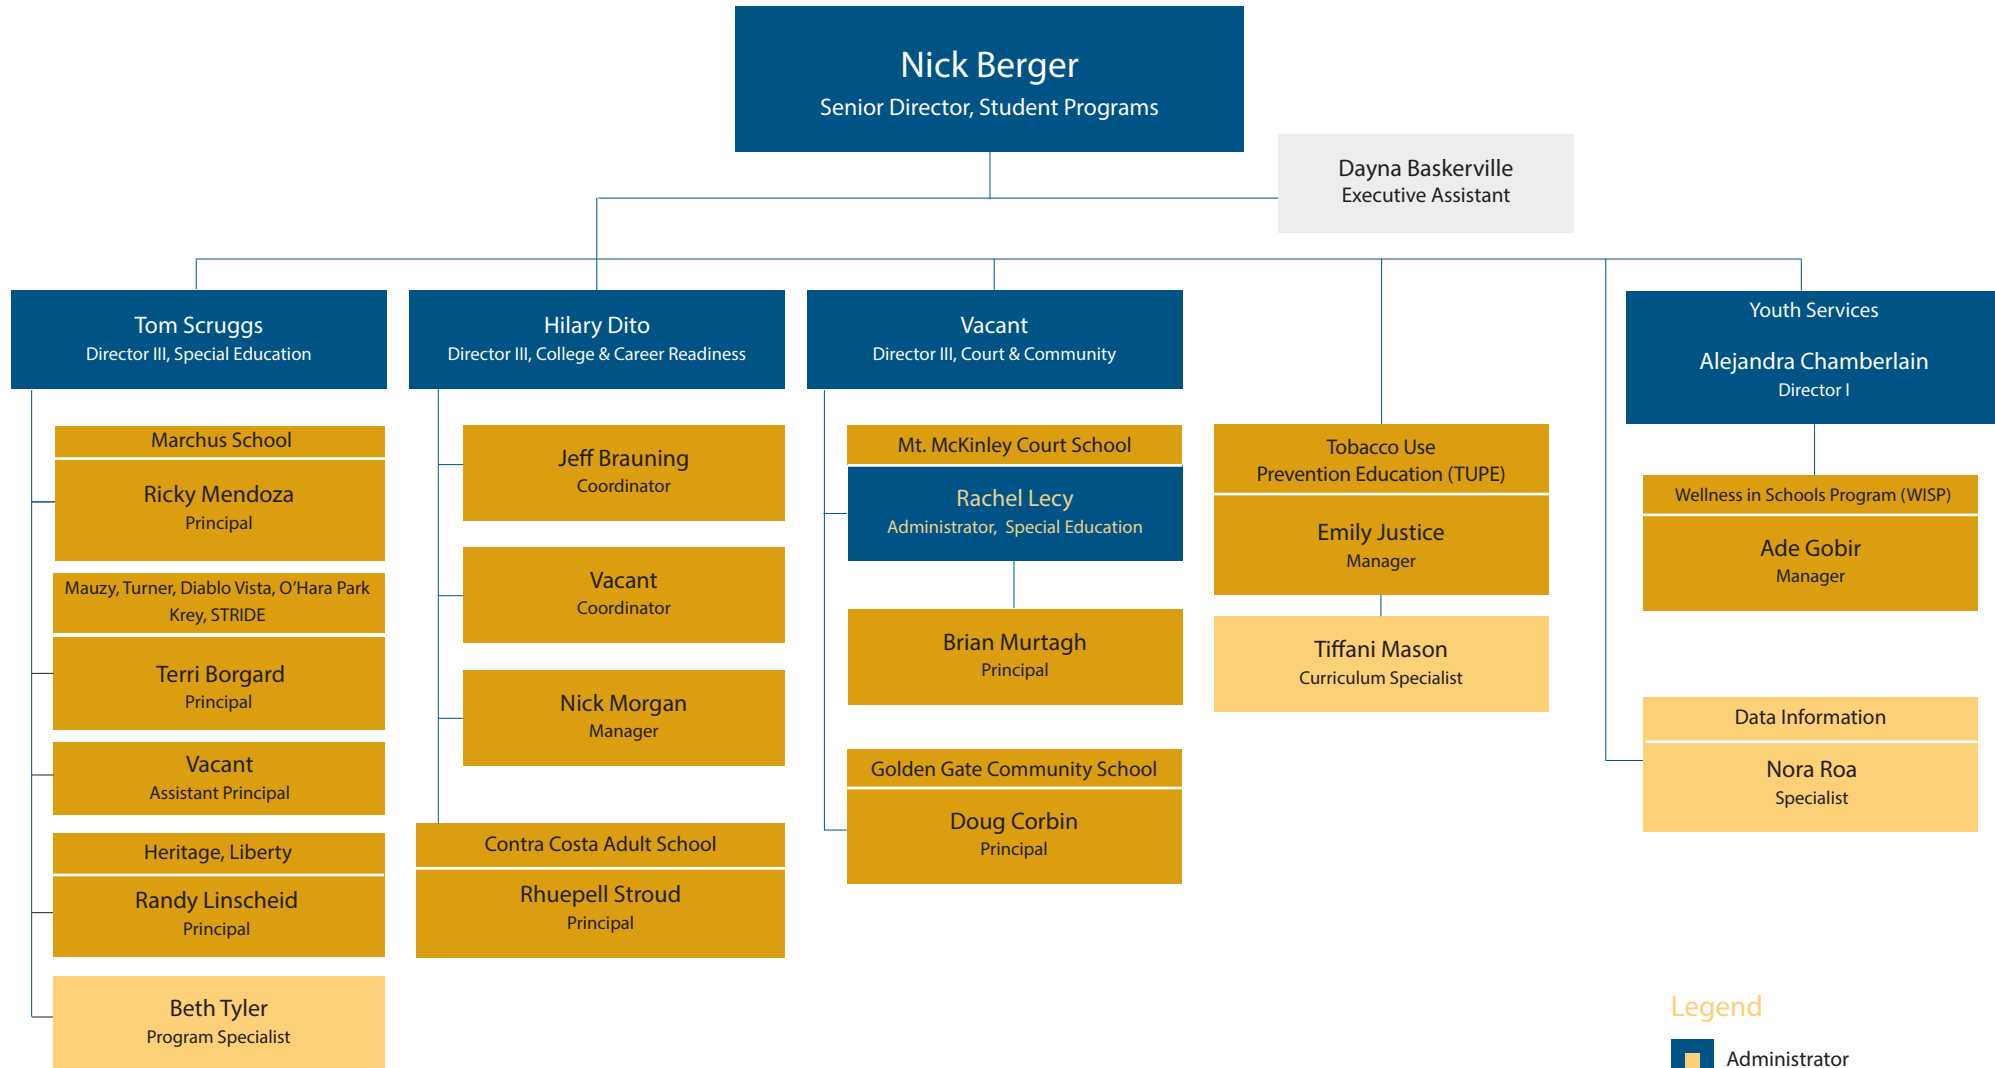 Nick Berger
Senior Director, Student Programs
Dayna Baskerville
Executive Assistant
Tom Scruggs
Director III, Special Education
Marchus School
Ricky Mendoza
Principal
Mauzy, Turner, Diablo Vista, O’Hara Park
Krey, STRIDE
Terri Borgard
Principal
Vacant
Assistant Principal
Heritage, Liberty
Randy Linscheid
Principal
Beth Tyler
Program Specialist
Hilary Dito
Director III, College & Career Readiness
Jeff Brauning
Coordinator
Vacant
Coordinator
Nick Morgan
Manager
Contra Costa Adult School
Rhuepell Stroud
Principal
Vacant
Director III, Court & Community
Mt. McKinley Court School
Rachel Lecy
Administrator, Special Education
Brian Murtagh
Principal
Golden Gate Community School
Doug Corbin
Principal
Tobacco Use
Prevention Education (TUPE)
Emily Justice
Manager
Tiffani Mason
Curriculum Specialist
Youth Services
Alejandra Chamberlain
Director I
Wellness in Schools Program (WISP)
Ade Gobir
Manager
Data Information
Nora Roa
Specialist
Legend
Administrator